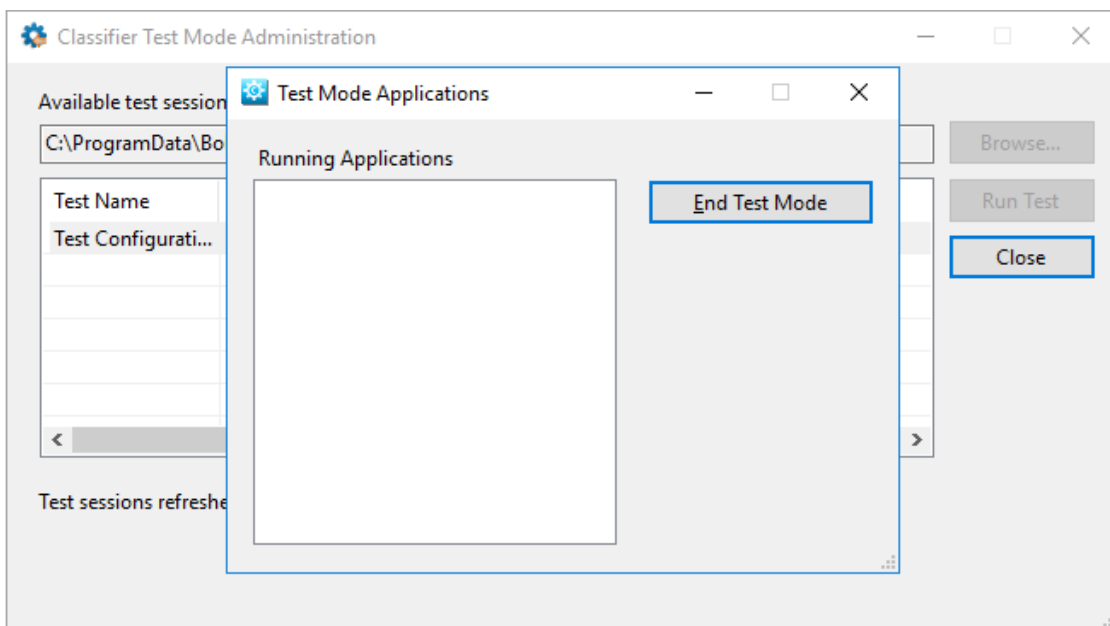 Classifier Test Mode Administration
Available test session
C:\ProgramData\Bo
Browse...
Test Name
Run Test
Test Configurati...
Close
Test sessions refreshe
Test Mode Applications
Running Applications
End Test Mode